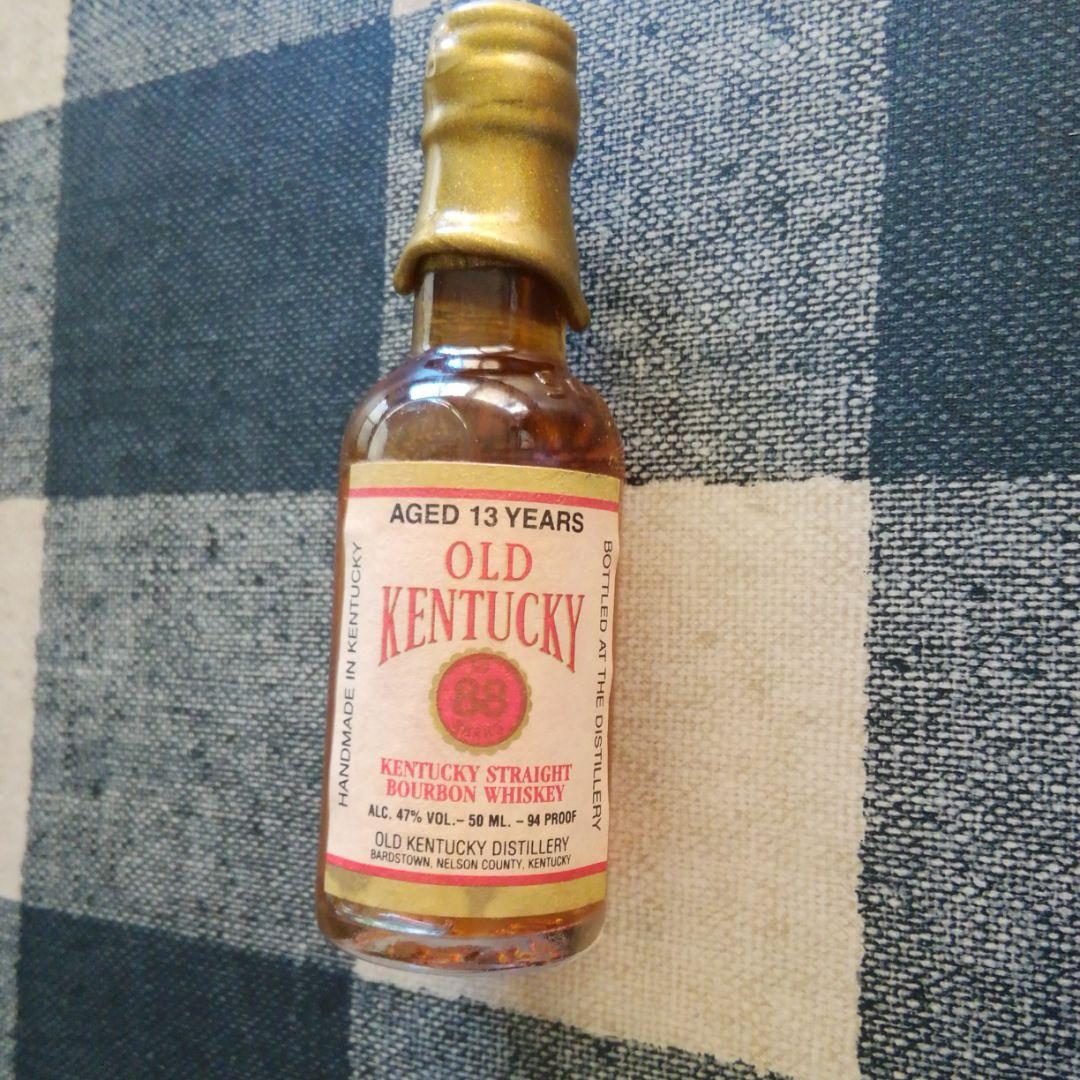 AGED 13 YEARS
OLD
KENTUCKY
88
KENTUCKY STRAIGHT
BOURBON WHISKEY
ALC. 47% VOL.– 50 ML. – 94 PROOF
OLD KENTUCKY DISTILLERY
BARDSTOWN, NELSON COUNTY, KENTUCKY
HANDMADE IN KENTUCKY
BOTTLED AT THE DISTILLERY